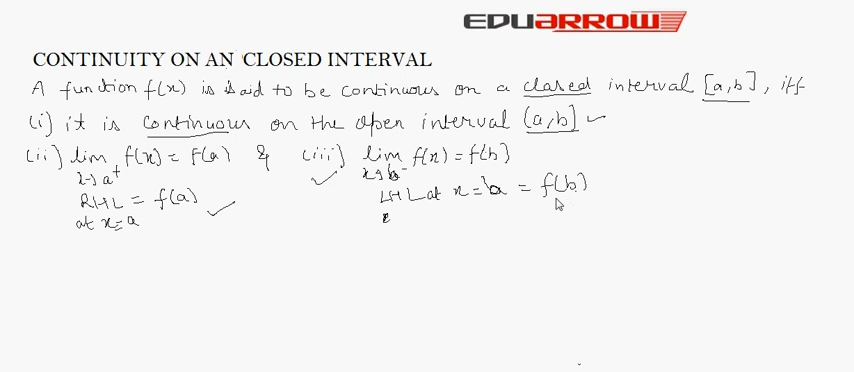 EDUARROW
CONTINUITY ON AN CLOSED INTERVAL
A function f(x) is said to be continuous on a closed interval [a,b], iff
(i) it is continuous on the open interval (a,b]
(ii) lim x→a⁺ f(x) = f(a) & (iii) lim x→b⁻ f(x) = f(b)
RHL = f(a) LHL at x = = f(b)
at x=a